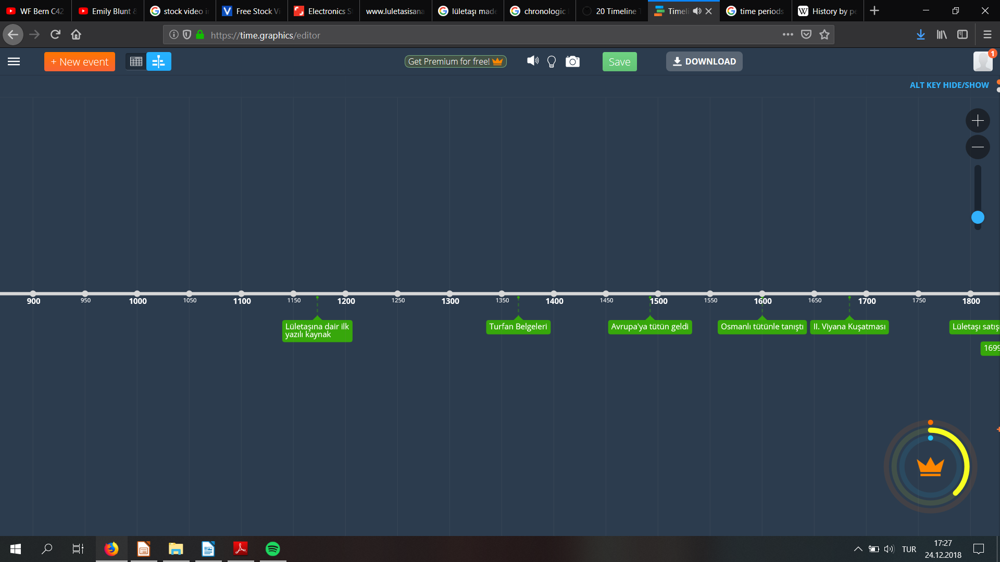 WF Bern C42
Emily Blunt &
stock video i
Free Stock Vi
Electronics S
www.luletasisana
lületaşı made
chronologic
20 Timeline T
Timeli
time periods
History by pe
https://time.graphics/editor
+ New event
Get Premium for free!
Save
DOWNLOAD
1
ALT KEY HIDE/SHOW
900 950 1000 1050 1100 1150 1200 1250 1300 1350 1400 1450 1500 1550 1600 1650 1700 1750 1800
Lületaşına dair ilk
yazılı kaynak
Turfan Belgeleri
Avrupa'ya tütün geldi
Osmanlı tütünle tanıştı
II. Viyana Kuşatması
Lületaşı satış
1699
TUR
17:27
24.12.2018